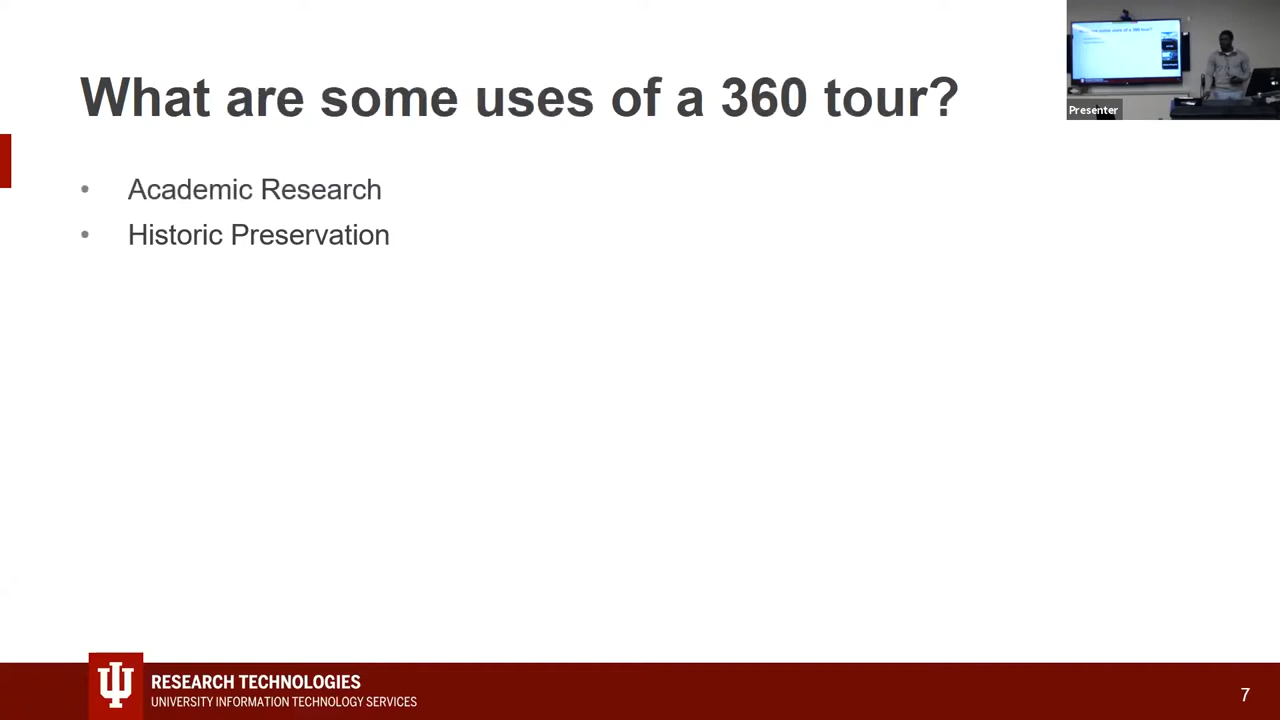 What are some uses of a 360 tour?
Presenter
• Academic Research
• Historic Preservation
RESEARCH TECHNOLOGIES
UNIVERSITY INFORMATION TECHNOLOGY SERVICES
7